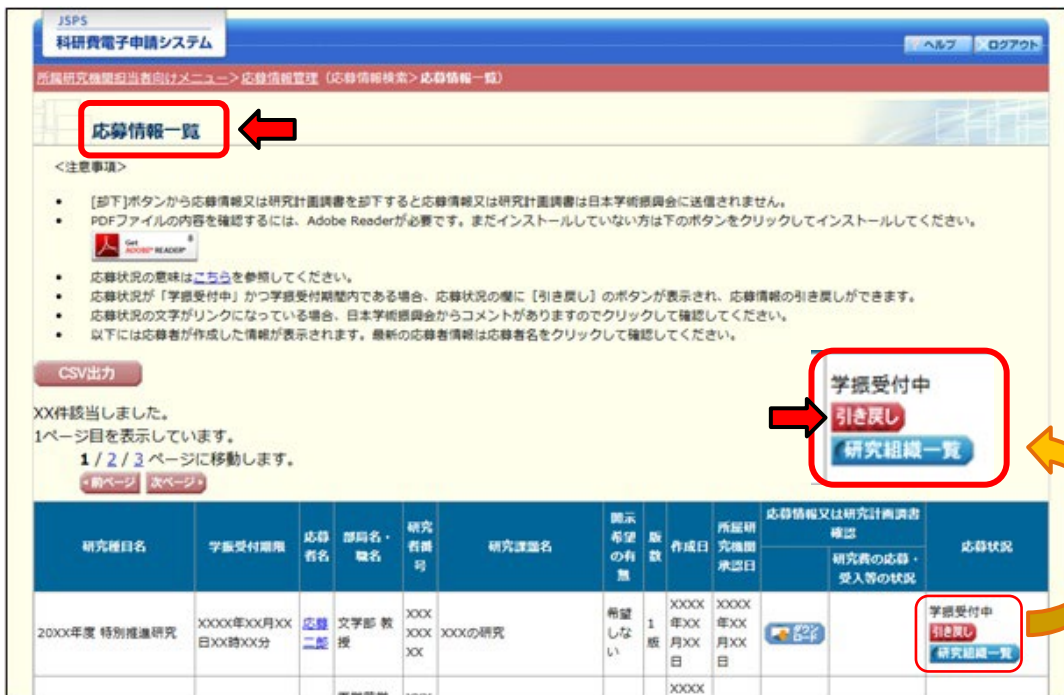 JSPS
科研費電子申請システム
ヘルプ
ログアウト
所属研究機関担当者向けメニュー>応募情報管理（応募情報検索>応募情報一覧）
応募情報一覧
<注意事項>
• [却下]ボタンから応募情報又は研究計画調書を却下すると応募情報又は研究計画調書は日本学術振興会に送信されません。
• PDFファイルの内容を確認するには、Adobe Readerが必要です。まだインストールしていない方は下のボタンをクリックしてインストールしてください。
Get
ADOBE® READER®
• 応募状況の意味はこちらを参照してください。
• 応募状況が「学振受付中」かつ学振受付期間内である場合、応募状況の欄に［引き戻し］のボタンが表示され、応募情報の引き戻しができます。
• 応募状況の文字がリンクになっている場合、日本学術振興会からコメントがありますのでクリックして確認してください。
• 以下には応募者が作成した情報が表示されます。最新の応募者情報は応募者名をクリックして確認してください。
CSV出力
学振受付中
引き戻し
研究組織一覧
XX件該当しました。
1ページ目を表示しています。
1 / 2 / 3 ページに移動します。
前ページ 次ページ
研究種目名
学振受付期限
応募
者名
部局名・
職名
研究
者番
号
研究課題名
開示
希望
の有
無
版
数
作成日
所属研
究機関
承認日
応募情報又は研究計画調書
確認
研究費の応募・
受入等の状況
応募状況
20XX年度 特別推進研究
XXXX年XX月XX
日XX時XX分
応募
二郎
文学部 教
授
XXX
XXX
XX
XXXの研究
希望
しな
い
1
版
XXXX
年XX
月XX
日
XXXX
年XX
月XX
日
ダウン
ロード
学振受付中
引き戻し
研究組織一覧
XXXX